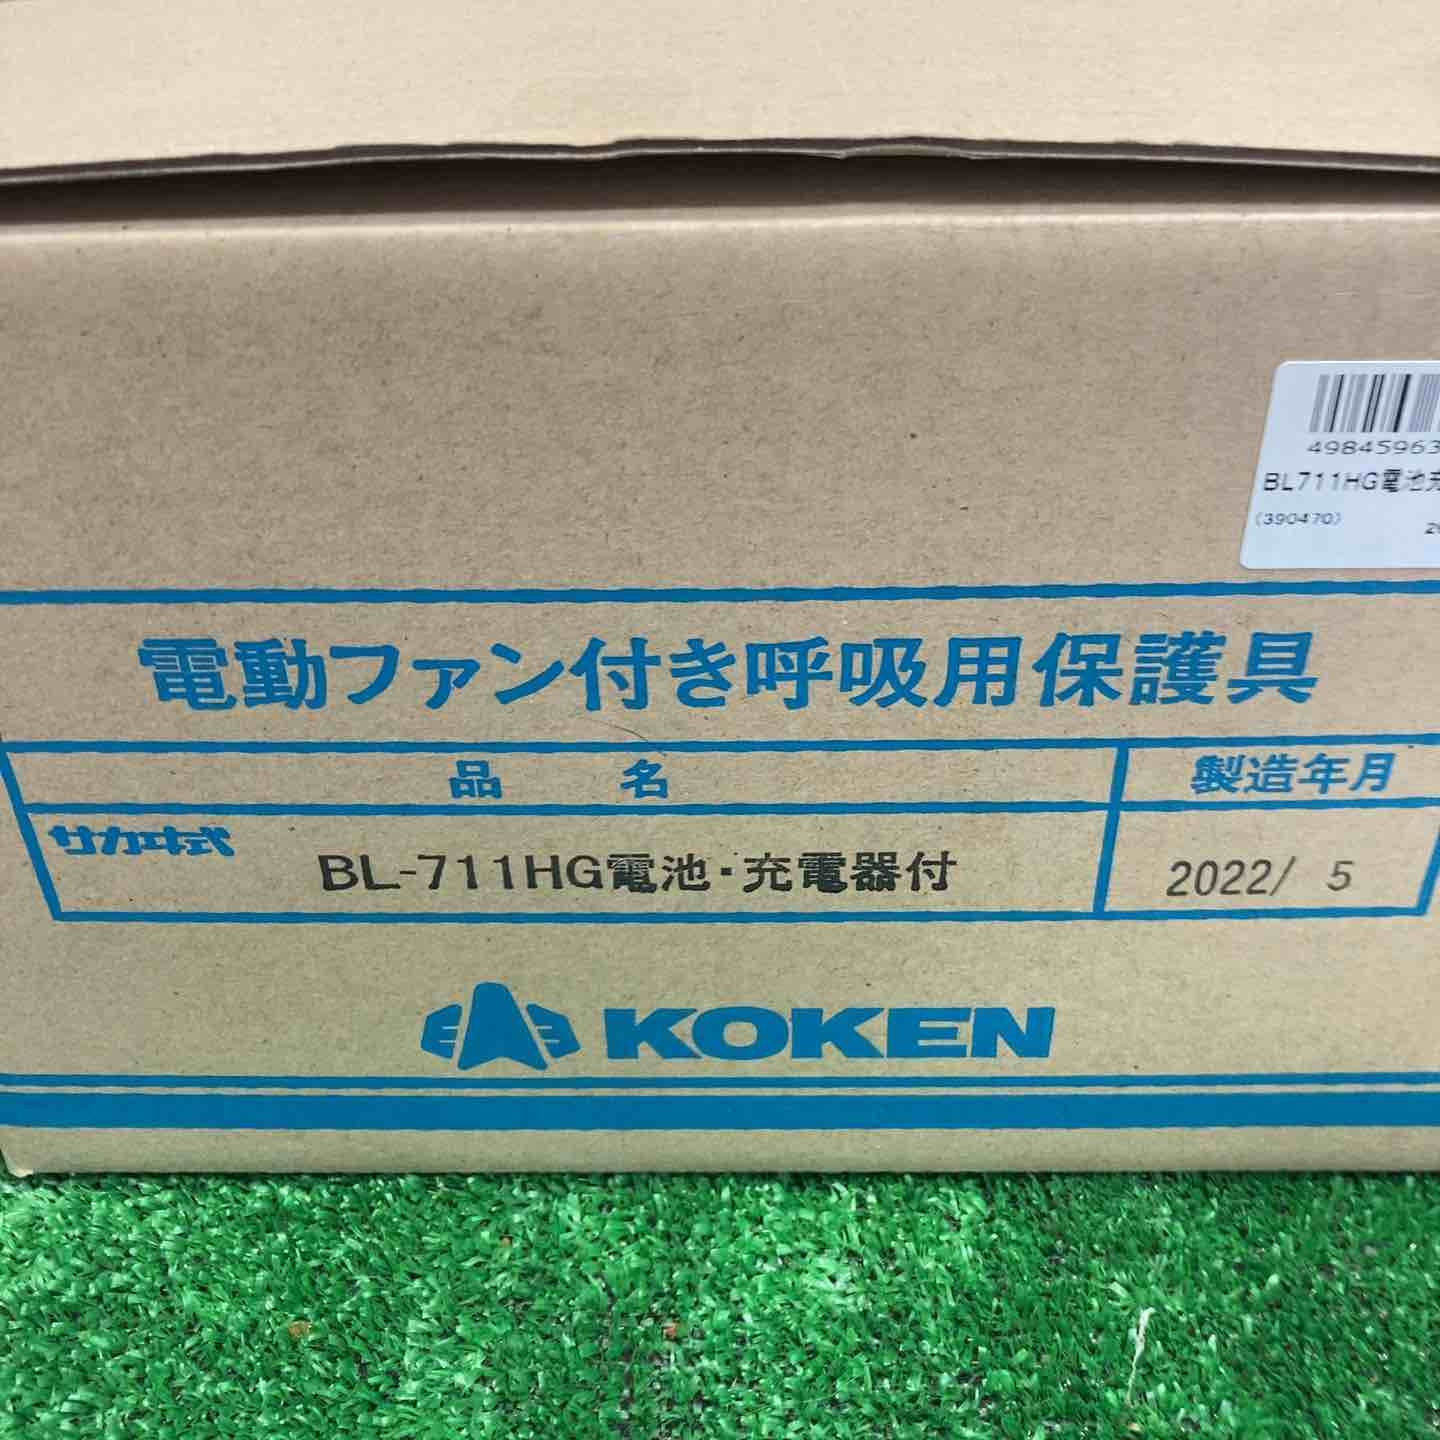 49845963
BL711HG電池充
(390470) 20
電動ファン付き呼吸用保護具
品名 製造年月
サカヰ式 BL-711HG電池・充電器付 2022/ 5
KOKEN